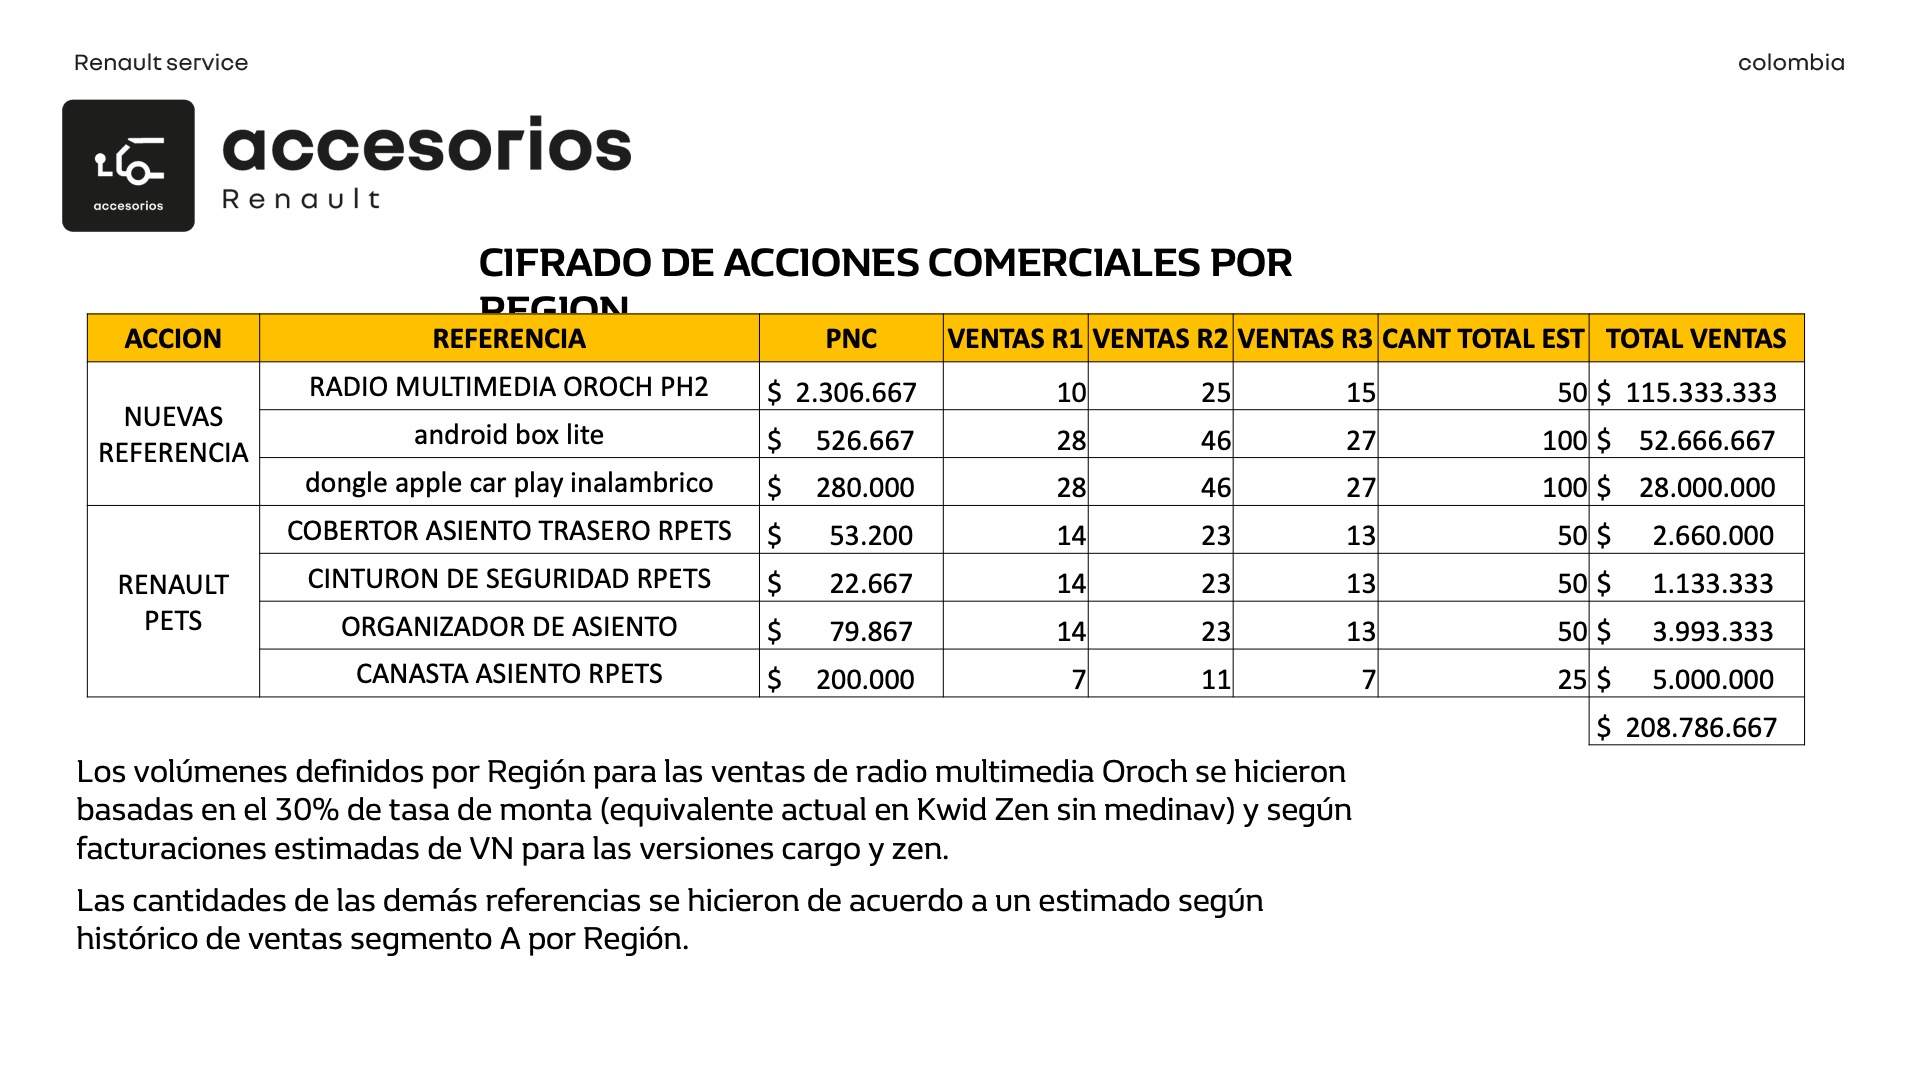 Renault service
colombia
accesorios
accesorios
Renault
CIFRADO DE ACCIONES COMERCIALES POR
REGION
ACCION REFERENCIA PNC VENTAS R1 VENTAS R2 VENTAS R3 CANT TOTAL EST TOTAL VENTAS
NUEVAS
REFERENCIA
RADIO MULTIMEDIA OROCH PH2 $ 2.306.667 10 25 15 50 $ 115.333.333
android box lite $ 526.667 28 46 27 100 $ 52.666.667
dongle apple car play inalambrico $ 280.000 28 46 27 100 $ 28.000.000
RENAULT
PETS
COBERTOR ASIENTO TRASERO RPETS $ 53.200 14 23 13 50 $ 2.660.000
CINTURON DE SEGURIDAD RPETS $ 22.667 14 23 13 50 $ 1.133.333
ORGANIZADOR DE ASIENTO $ 79.867 14 23 13 50 $ 3.993.333
CANASTA ASIENTO RPETS $ 200.000 7 11 7 25 $ 5.000.000
$ 208.786.667
Los volúmenes definidos por Región para las ventas de radio multimedia Oroch se hicieron
basadas en el 30% de tasa de monta (equivalente actual en Kwid Zen sin medinav) y según
facturaciones estimadas de VN para las versiones cargo y zen.
Las cantidades de las demás referencias se hicieron de acuerdo a un estimado según
histórico de ventas segmento A por Región.